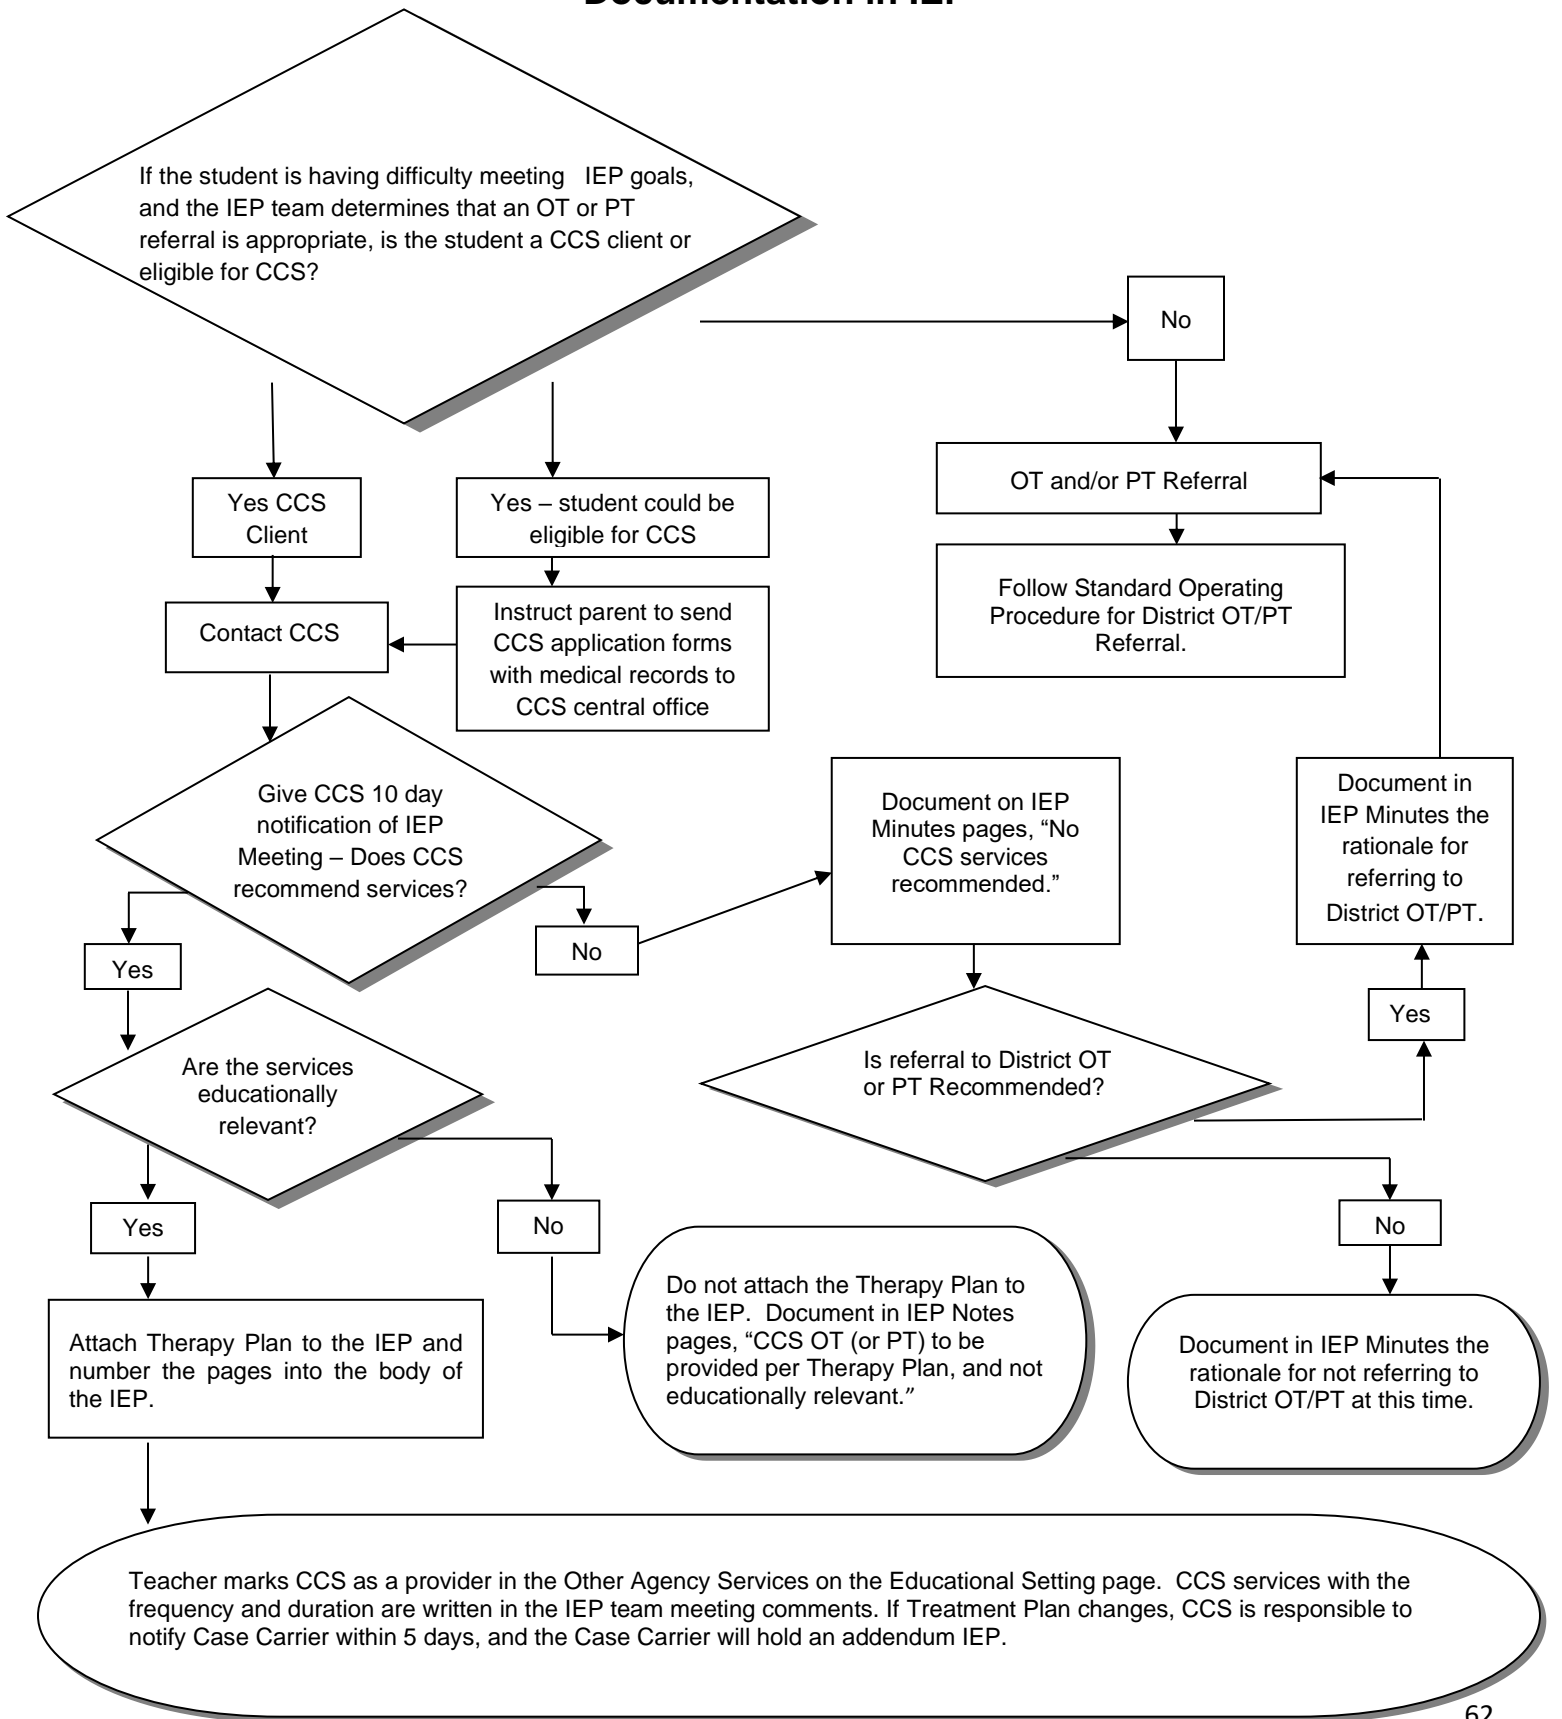 If the student is having difficulty meeting IEP goals,
and the IEP team determines that an OT or PT
referral is appropriate, is the student a CCS client or
eligible for CCS?
No
Yes CCS
Client
Yes – student could be
eligible for CCS
OT and/or PT Referral
Contact CCS
Instruct parent to send
CCS application forms
with medical records to
CCS central office
Follow Standard Operating
Procedure for District OT/PT
Referral.
Give CCS 10 day
notification of IEP
Meeting – Does CCS
recommend services?
Document on IEP
Minutes pages, “No
CCS services
recommended.”
Document in
IEP Minutes the
rationale for
referring to
District OT/PT.
Yes
No
Yes
Are the services
educationally
relevant?
Is referral to District OT
or PT Recommended?
Yes
No
No
Attach Therapy Plan to the IEP and
number the pages into the body of
the IEP.
Do not attach the Therapy Plan to
the IEP. Document in IEP Notes
pages, “CCS OT (or PT) to be
provided per Therapy Plan, and not
educationally relevant.”
Document in IEP Minutes the
rationale for not referring to
District OT/PT at this time.
Teacher marks CCS as a provider in the Other Agency Services on the Educational Setting page. CCS services with the
frequency and duration are written in the IEP team meeting comments. If Treatment Plan changes, CCS is responsible to
notify Case Carrier within 5 days, and the Case Carrier will hold an addendum IEP.
62